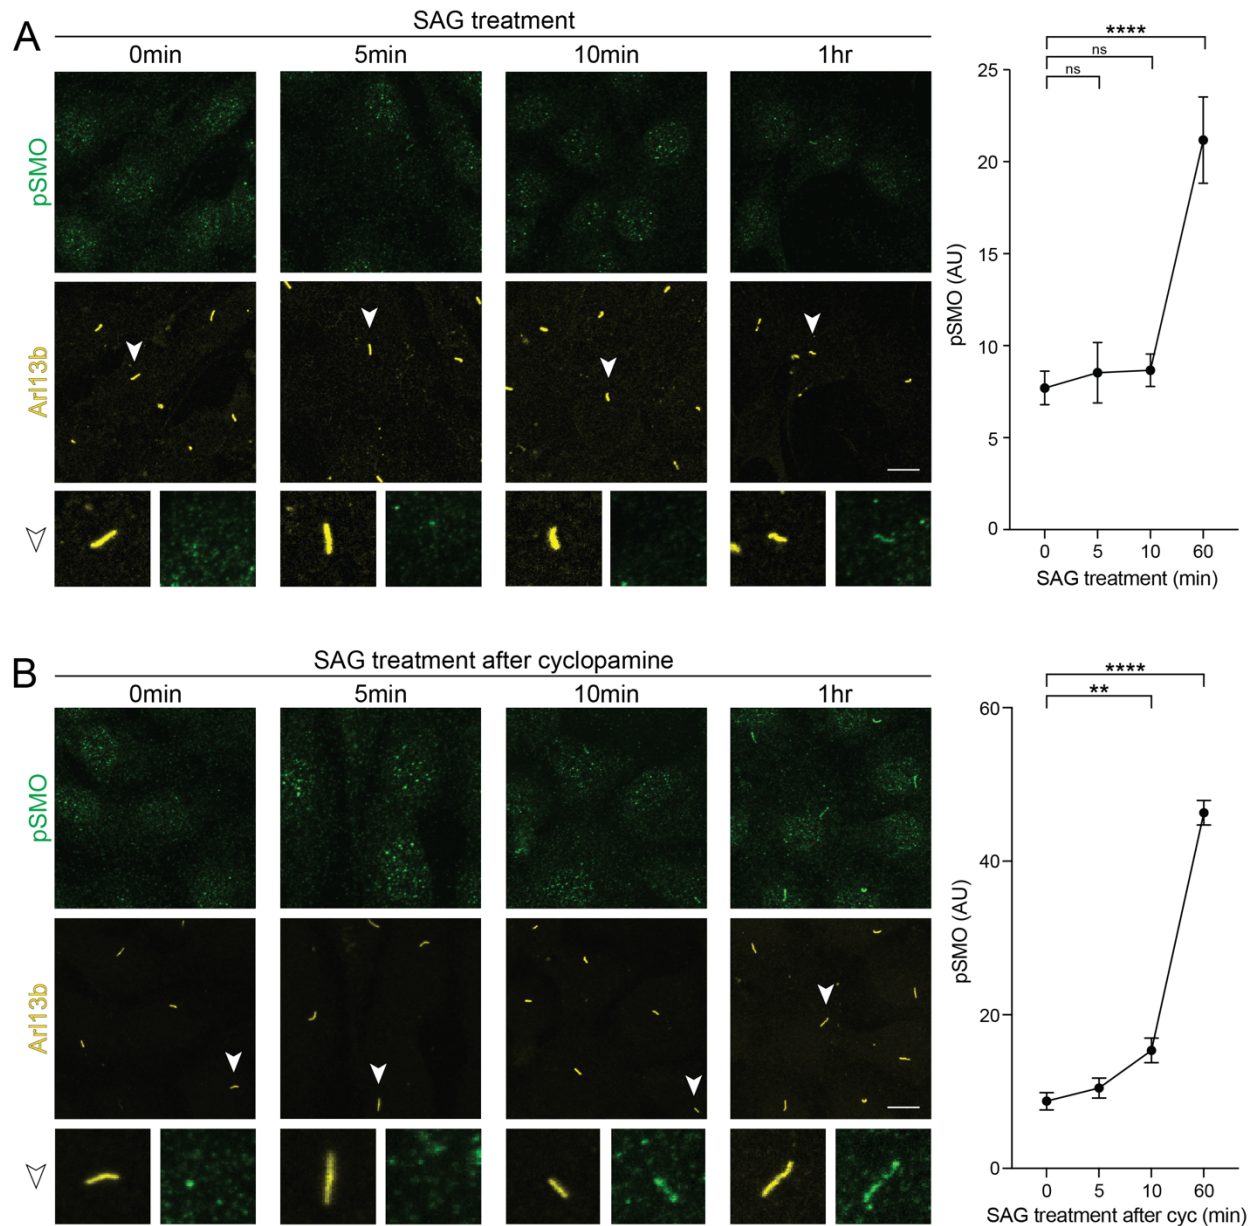 A
SAG treatment
0min
5min
10min
1hr
pSMO
Arl13b
****
ns
ns
25
20
15
10
5
0
pSMO (AU)
0
5
10
60
SAG treatment (min)
B
SAG treatment after cyclopamine
0min
5min
10min
1hr
pSMO
Arl13b
****
**
60
40
20
0
pSMO (AU)
0
5
10
60
SAG treatment after cyc (min)